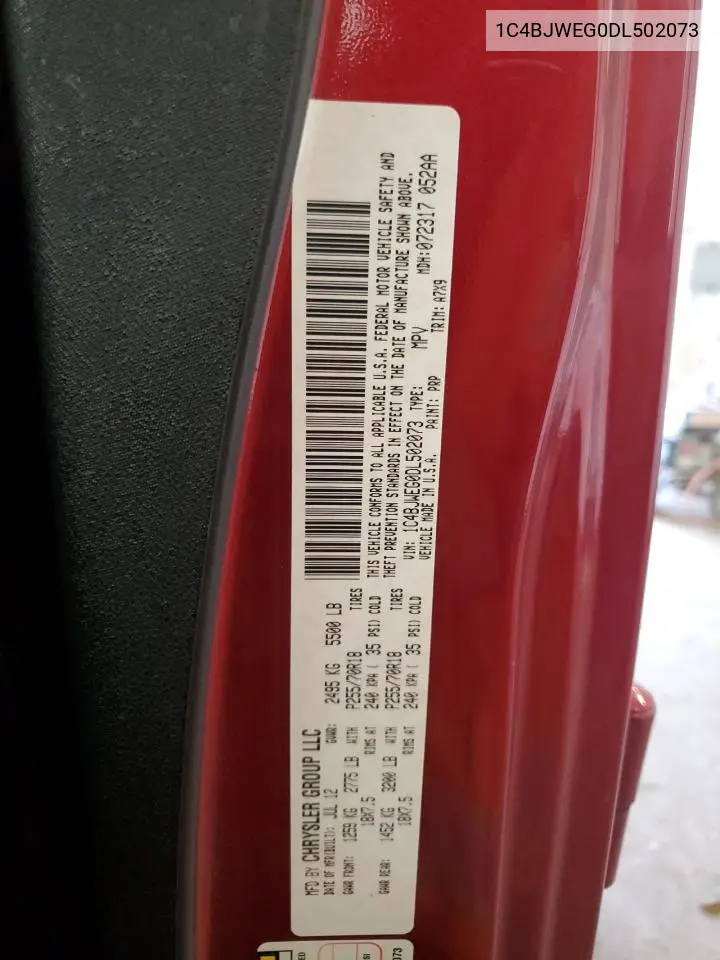 1C4BJWEG0DL502073
MFD BY CHRYSLER GROUP LLC
DATE OF MFR(BUILT): JUL 12 GVWR: 2495 KG 5500 LB
GAWR FRONT: 1259 KG 2775 LB WITH P255/70R18 TIRES
18X7.5 RIMS AT 240 KPA ( 35 PSI) COLD
GAWR REAR: 1452 KG 3200 LB WITH P255/70R18 TIRES
18X7.5 RIMS AT 240 KPA ( 35 PSI) COLD
THIS VEHICLE CONFORMS TO ALL APPLICABLE U.S.A. FEDERAL MOTOR VEHICLE SAFETY AND
THEFT PREVENTION STANDARDS IN EFFECT ON THE DATE OF MANUFACTURE SHOWN ABOVE.
VIN: 1C4BJWEG0DL502073 TYPE: MPV MDH:072317 052AA
VEHICLE MADE IN U.S.A. PAINT: PRP TRIM: A7X9